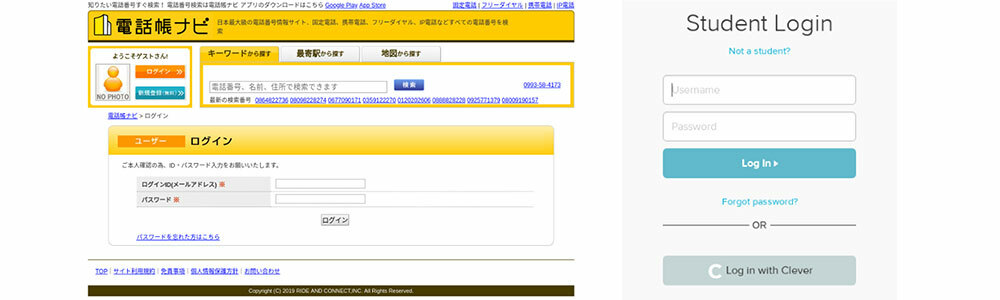 知りたい電話番号すぐ検索！ 電話番号検索は電話帳ナビ アプリのダウンロードはこちら Google Play App Store
固定電話 | フリーダイヤル | 携帯電話 | IP電話
電話帳ナビ
日本最大級の電話番号情報サイト、固定電話、携帯電話、フリーダイヤル、IP電話などすべての電話番号を検
索
ようこそゲストさん!
NO PHOTO
ログイン
新規登録(無料)
キーワードから探す
最寄駅から探す
地図から探す
電話番号、名前、住所で検索できます
検索
0993-58-4173
最新の検索番号 0864822736 08098228274 0677090171 0359122270 0120202606 0888828228 0925771379 08009190157
電話帳ナビ > ログイン
ユーザー ログイン
ご本人確認の為、ID・パスワード入力をお願いいたします。
ログインID(メールアドレス) ※
パスワード ※
ログイン
パスワードを忘れた方はこちら
TOP | サイト利用規約 | 免責事項 | 個人情報保護方針 | お問い合わせ
Copyright (C) 2019 RIDE AND CONNECT,INC. All Rights Reserved.
Student Login
Not a student?
Username
Password
Log In
Forgot password?
OR
Log in with Clever